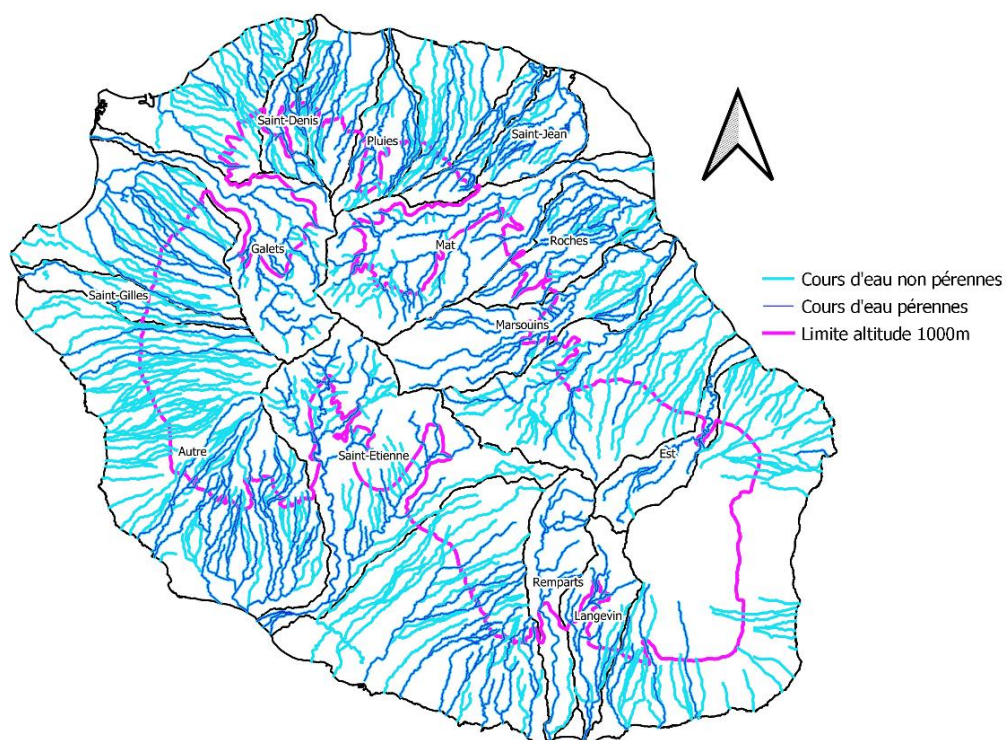 Saint-Denis
Pluies
Saint-Jean
Galets
Mat
Roches
Saint-Gilles
Marsouins
Cours d'eau non pérennes
Cours d'eau pérennes
Limite altitude 1000m
Autre
Saint-Etienne
Est
Remparts
Langevin